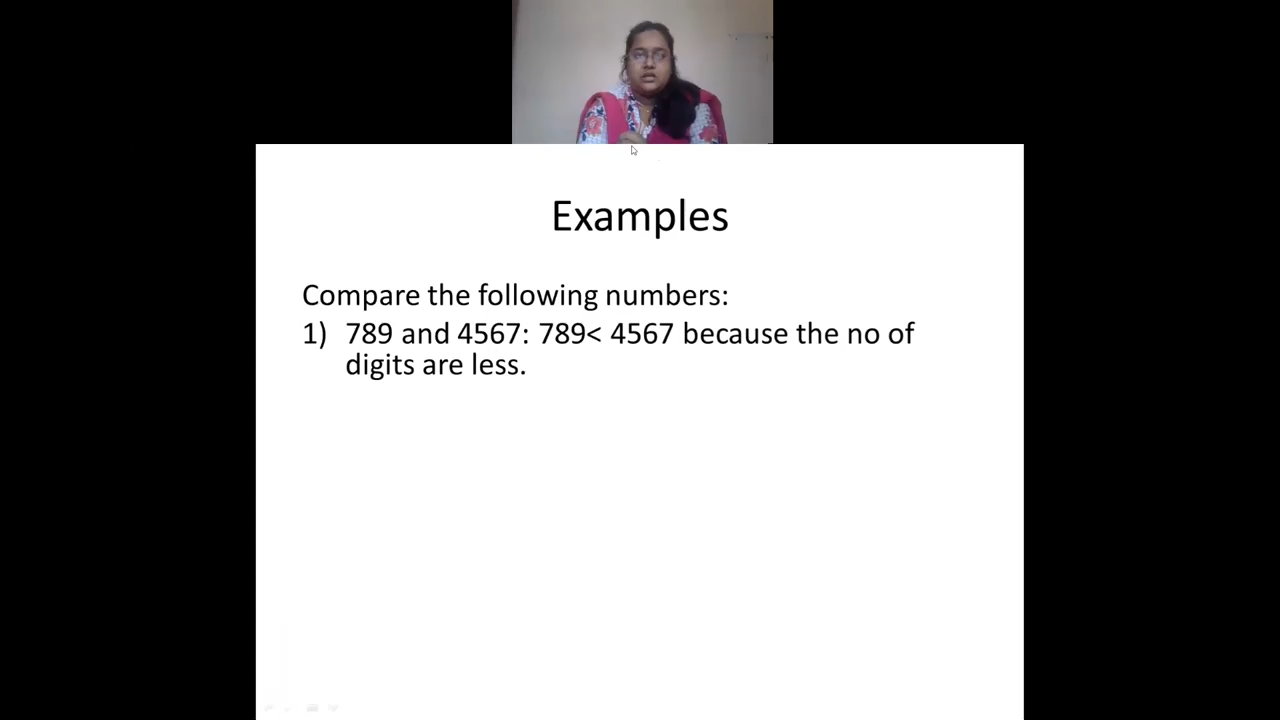 Examples
Compare the following numbers:
1) 789 and 4567: 789< 4567 because the no of
digits are less.